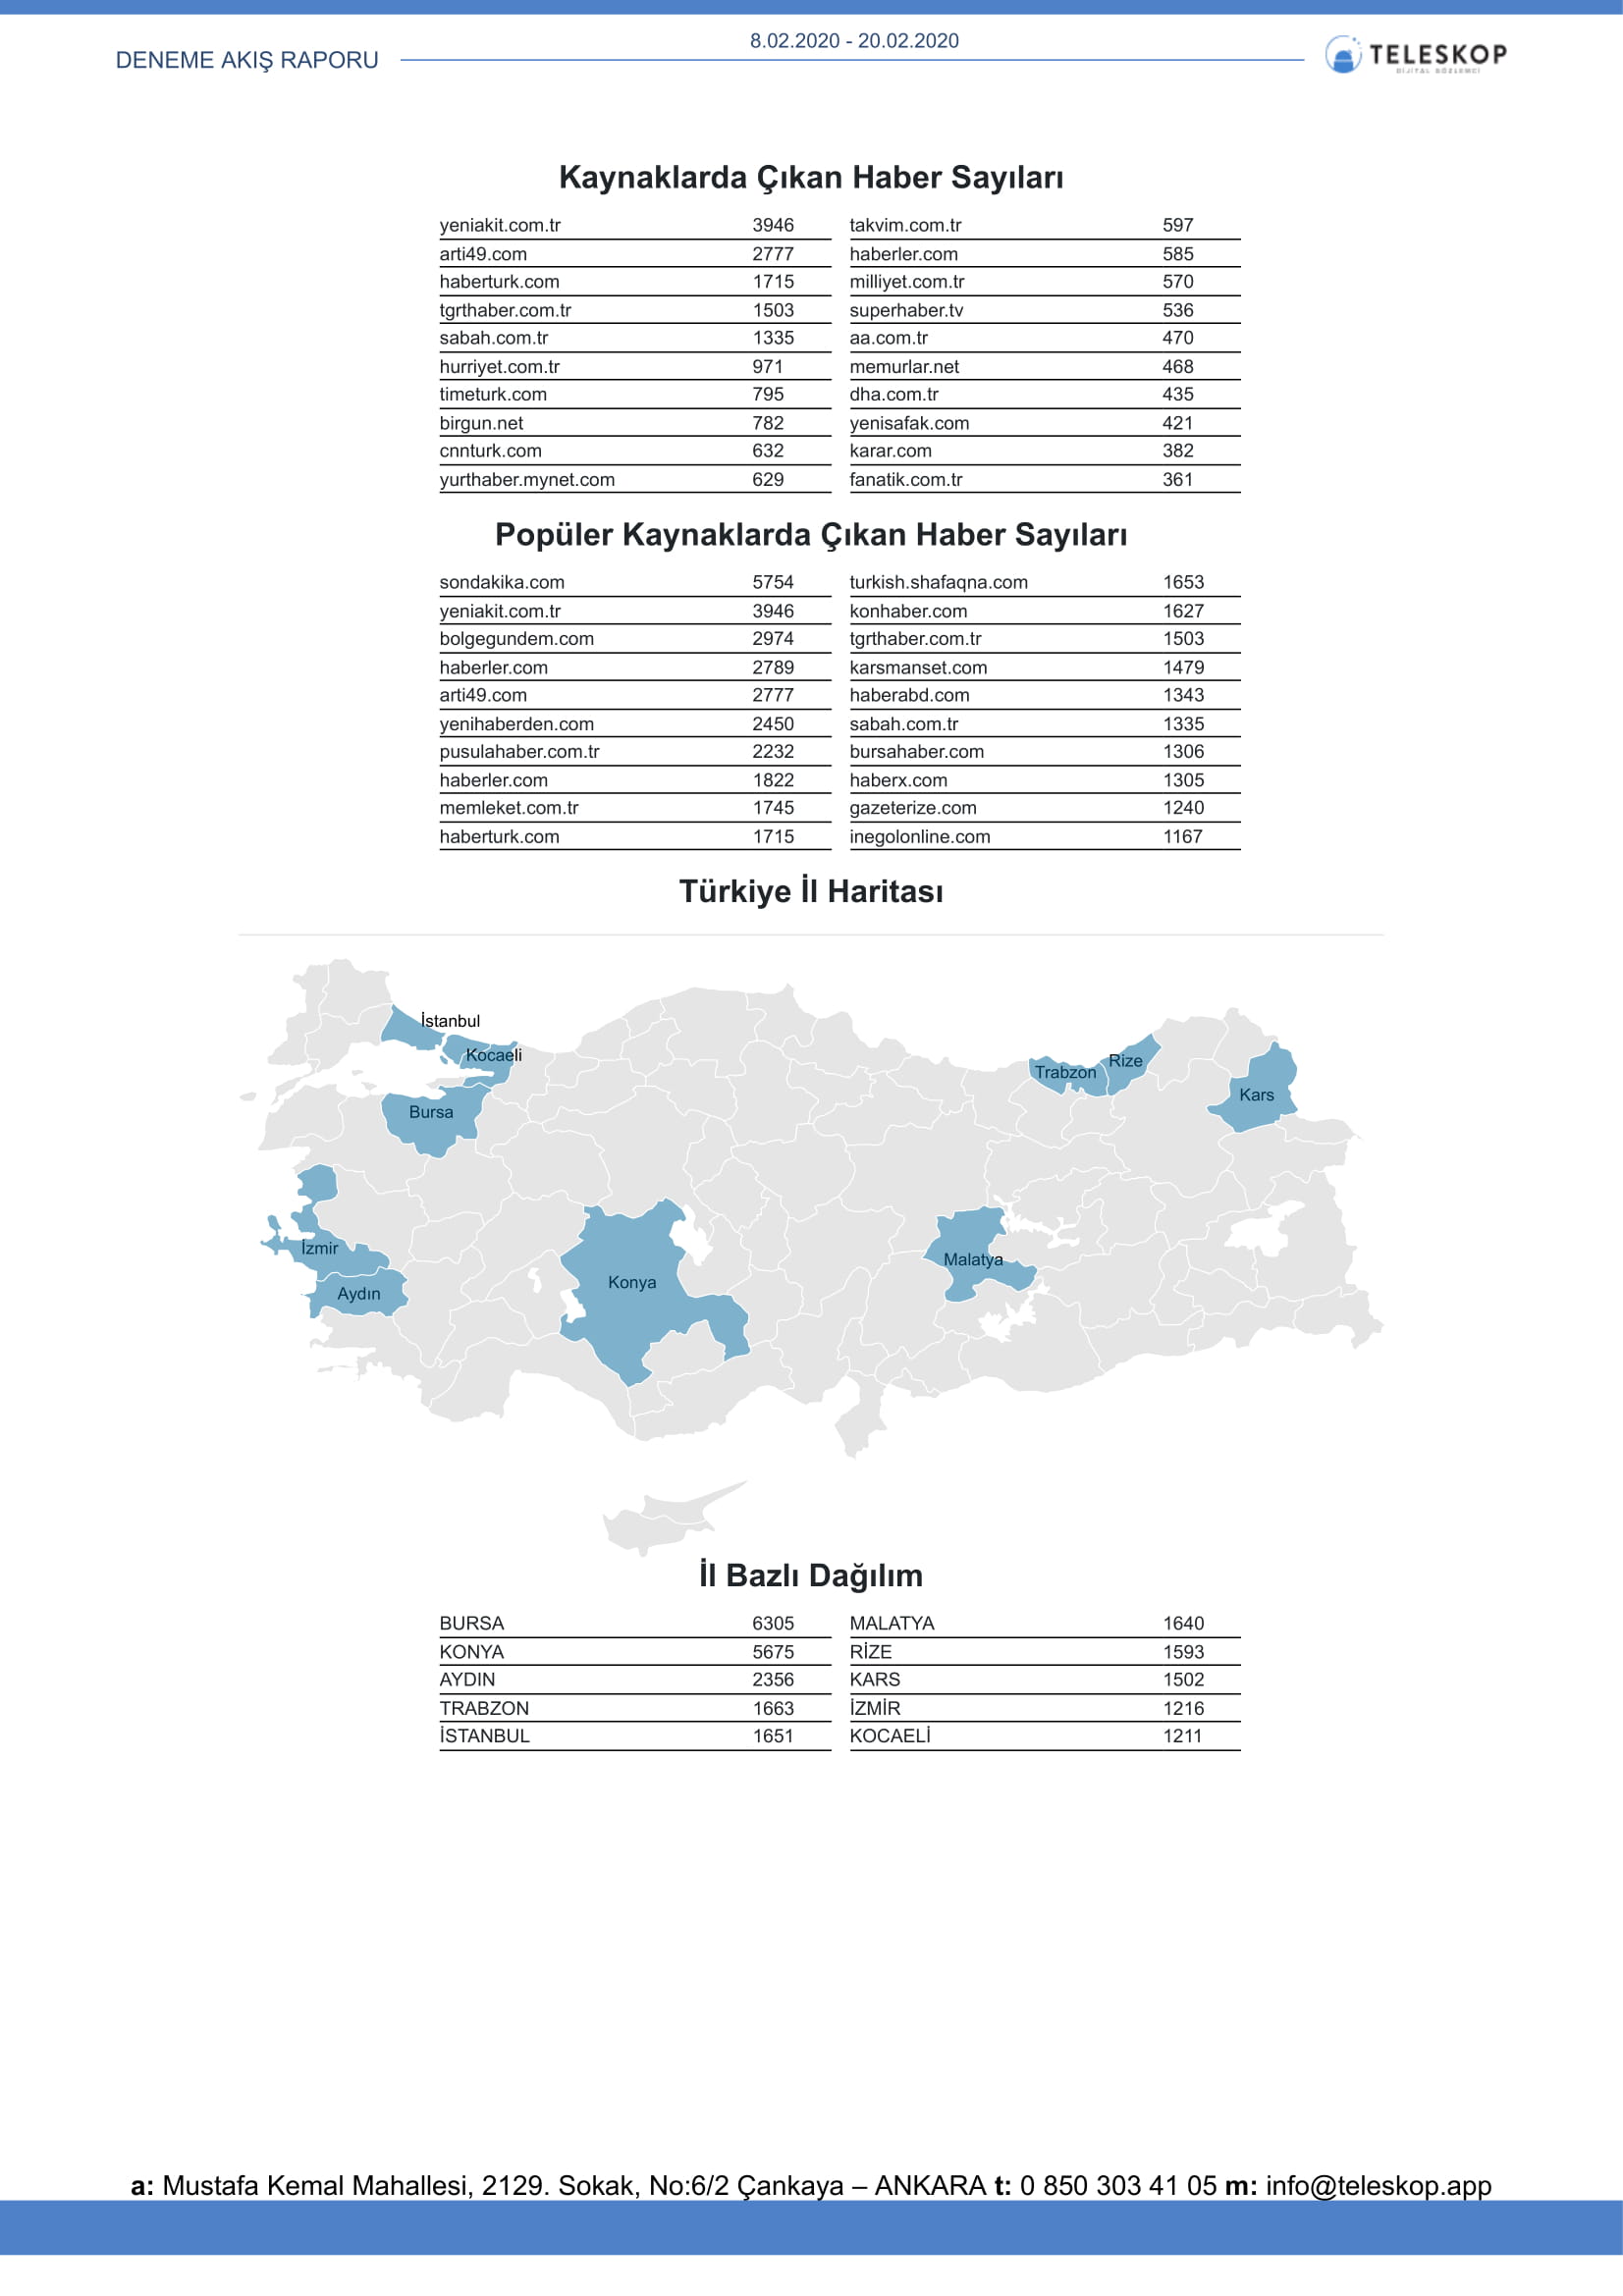 8.02.2020 - 20.02.2020
DENEME AKIŞ RAPORU
TELESKOP
DİJİTAL GÖZLEMCİ
Kaynaklarda Çıkan Haber Sayıları
yeniakit.com.tr 3946 takvim.com.tr 597
arti49.com 2777 haberler.com 585
haberturk.com 1715 milliyet.com.tr 570
tgrthaber.com.tr 1503 superhaber.tv 536
sabah.com.tr 1335 aa.com.tr 470
hurriyet.com.tr 971 memurlar.net 468
timeturk.com 795 dha.com.tr 435
birgun.net 782 yenisafak.com 421
cnnturk.com 632 karar.com 382
yurthaber.mynet.com 629 fanatik.com.tr 361
Popüler Kaynaklarda Çıkan Haber Sayıları
sondakika.com 5754 turkish.shafaqna.com 1653
yeniakit.com.tr 3946 konhaber.com 1627
bolgegundem.com 2974 tgrthaber.com.tr 1503
haberler.com 2789 karsmanset.com 1479
arti49.com 2777 haberabd.com 1343
yenihaberden.com 2450 sabah.com.tr 1335
pusulahaber.com.tr 2232 bursahaber.com 1306
haberler.com 1822 haberx.com 1305
memleket.com.tr 1745 gazeterize.com 1240
haberturk.com 1715 inegolonline.com 1167
Türkiye İl Haritası
İstanbul
Kocaeli
Rize
Trabzon
Kars
Bursa
İzmir
Malatya
Konya
Aydın
İl Bazlı Dağılım
BURSA 6305 MALATYA 1640
KONYA 5675 RİZE 1593
AYDIN 2356 KARS 1502
TRABZON 1663 İZMİR 1216
İSTANBUL 1651 KOCAELİ 1211
a: Mustafa Kemal Mahallesi, 2129. Sokak, No:6/2 Çankaya – ANKARA t: 0 850 303 41 05 m: info@teleskop.app